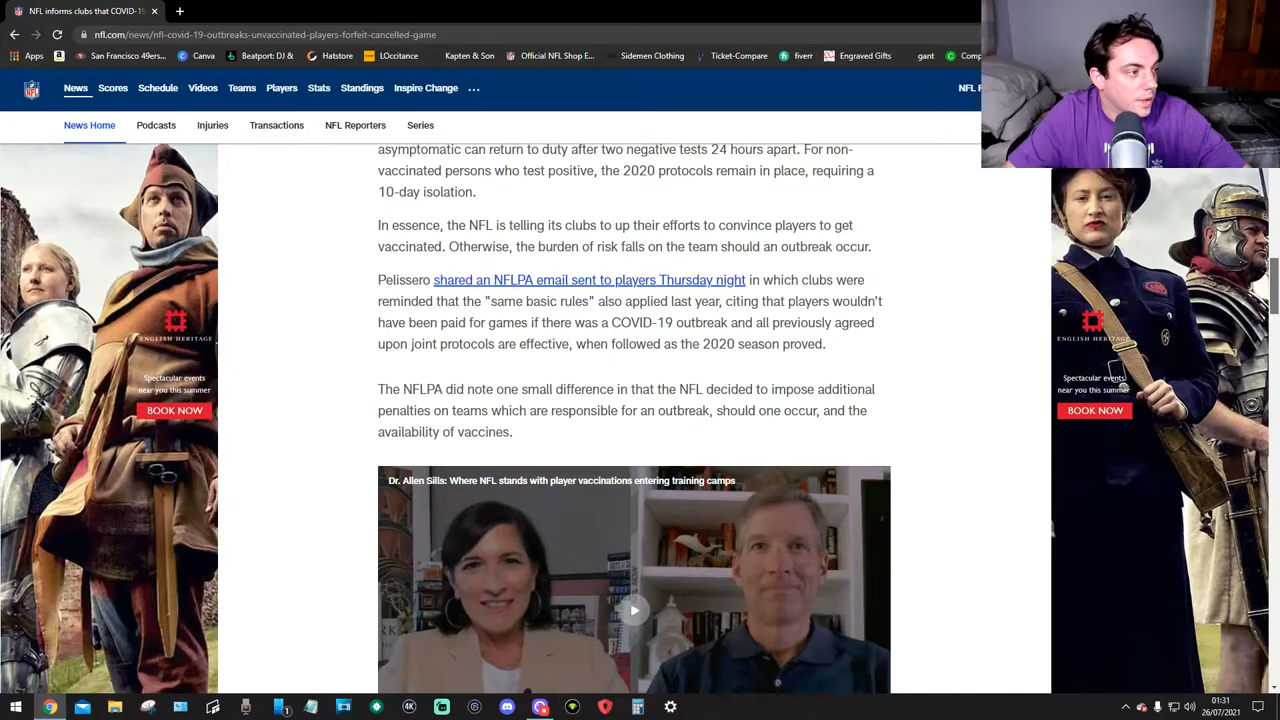 NFL informs clubs that COVID-19
nfl.com/news/nfl-covid-19-outbreaks-unvaccinated-players-forfeit-cancelled-game
Apps San Francisco 49ers... Canva Beatport: DJ & Hatstore LOccitance Kapten & Son Official NFL Shop E... Sidemen Clothing Ticket-Compare fiverr Engraved Gifts gant Comp
News Scores Schedule Videos Teams Players Stats Standings Inspire Change ... NFL
News Home Podcasts Injuries Transactions NFL Reporters Series
asymptomatic can return to duty after two negative tests 24 hours apart. For non-
vaccinated persons who test positive, the 2020 protocols remain in place, requiring a
10-day isolation.
In essence, the NFL is telling its clubs to up their efforts to convince players to get
vaccinated. Otherwise, the burden of risk falls on the team should an outbreak occur.
Pelissero shared an NFLPA email sent to players Thursday night in which clubs were
reminded that the "same basic rules" also applied last year, citing that players wouldn't
have been paid for games if there was a COVID-19 outbreak and all previously agreed
upon joint protocols are effective, when followed as the 2020 season proved.
The NFLPA did note one small difference in that the NFL decided to impose additional
penalties on teams which are responsible for an outbreak, should one occur, and the
availability of vaccines.
Dr. Allen Sills: Where NFL stands with player vaccinations entering training camps
ENGLISH HERITAGE
Spectacular events
near you this summer
BOOK NOW
ENGLISH HERITAGE
Spectacular events
near you this summer
BOOK NOW
01:31
26/07/2021